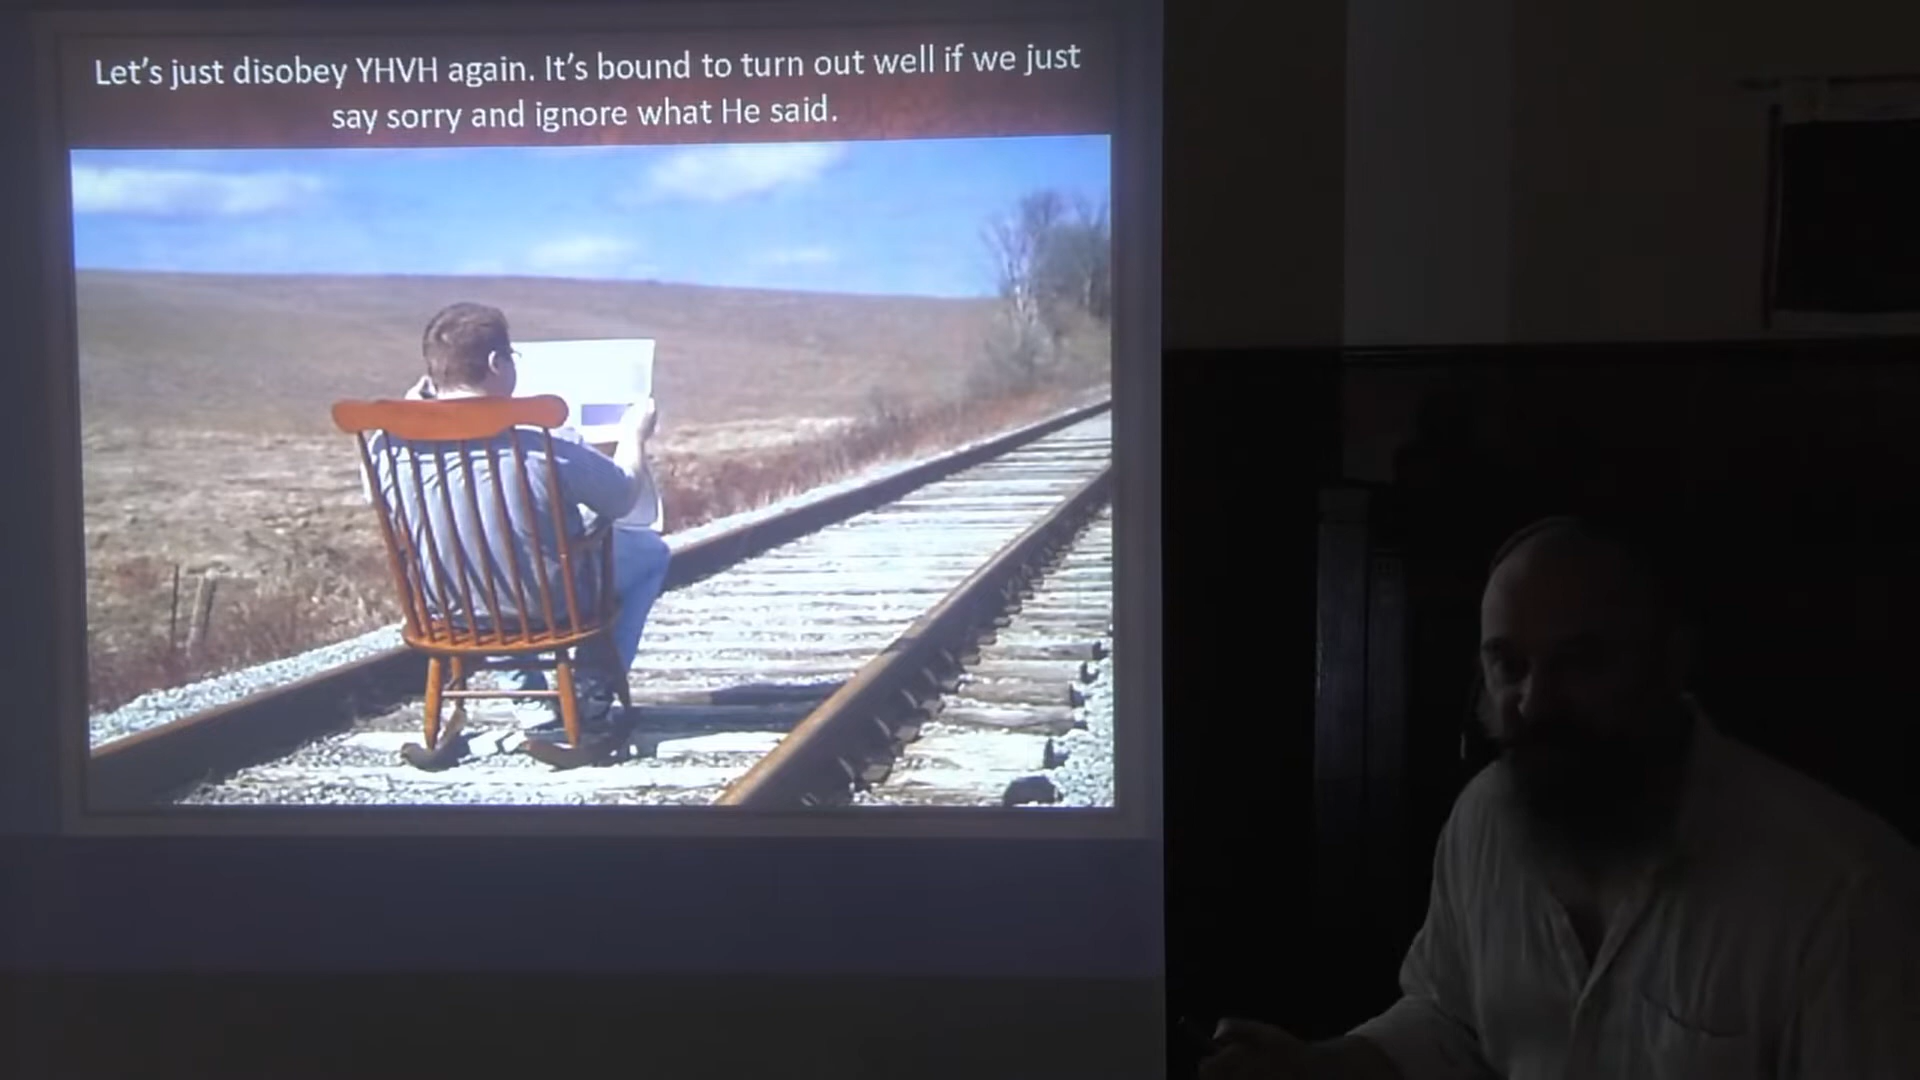 Let's just disobey YHVH again. It's bound to turn out well if we just
say sorry and ignore what He said.